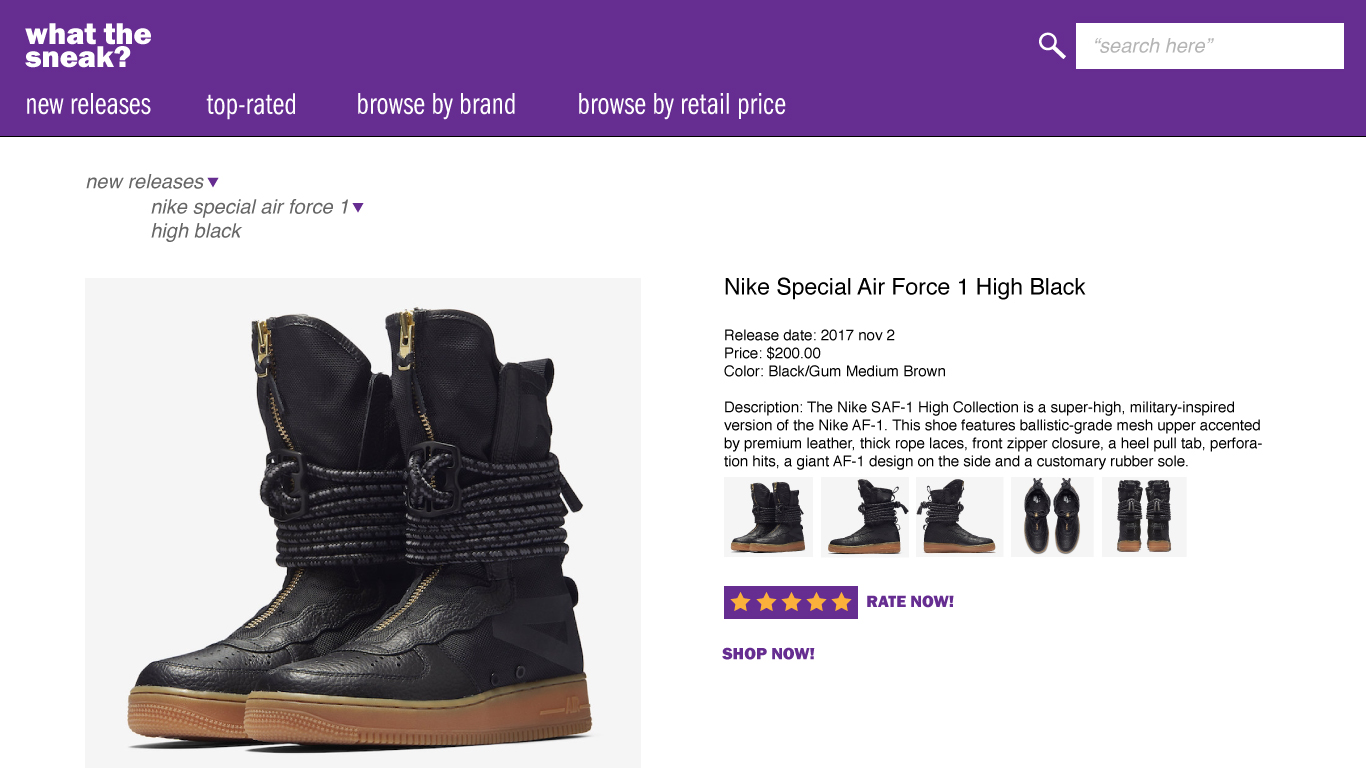 what the
sneak?
“search here”
new releases
top-rated
browse by brand
browse by retail price
new releases
nike special air force 1
high black
Nike Special Air Force 1 High Black
Release date: 2017 nov 2
Price: $200.00
Color: Black/Gum Medium Brown
Description: The Nike SAF-1 High Collection is a super-high, military-inspired
version of the Nike AF-1. This shoe features ballistic-grade mesh upper accented
by premium leather, thick rope laces, front zipper closure, a heel pull tab, perfora-
tion hits, a giant AF-1 design on the side and a customary rubber sole.
RATE NOW!
SHOP NOW!
AIR